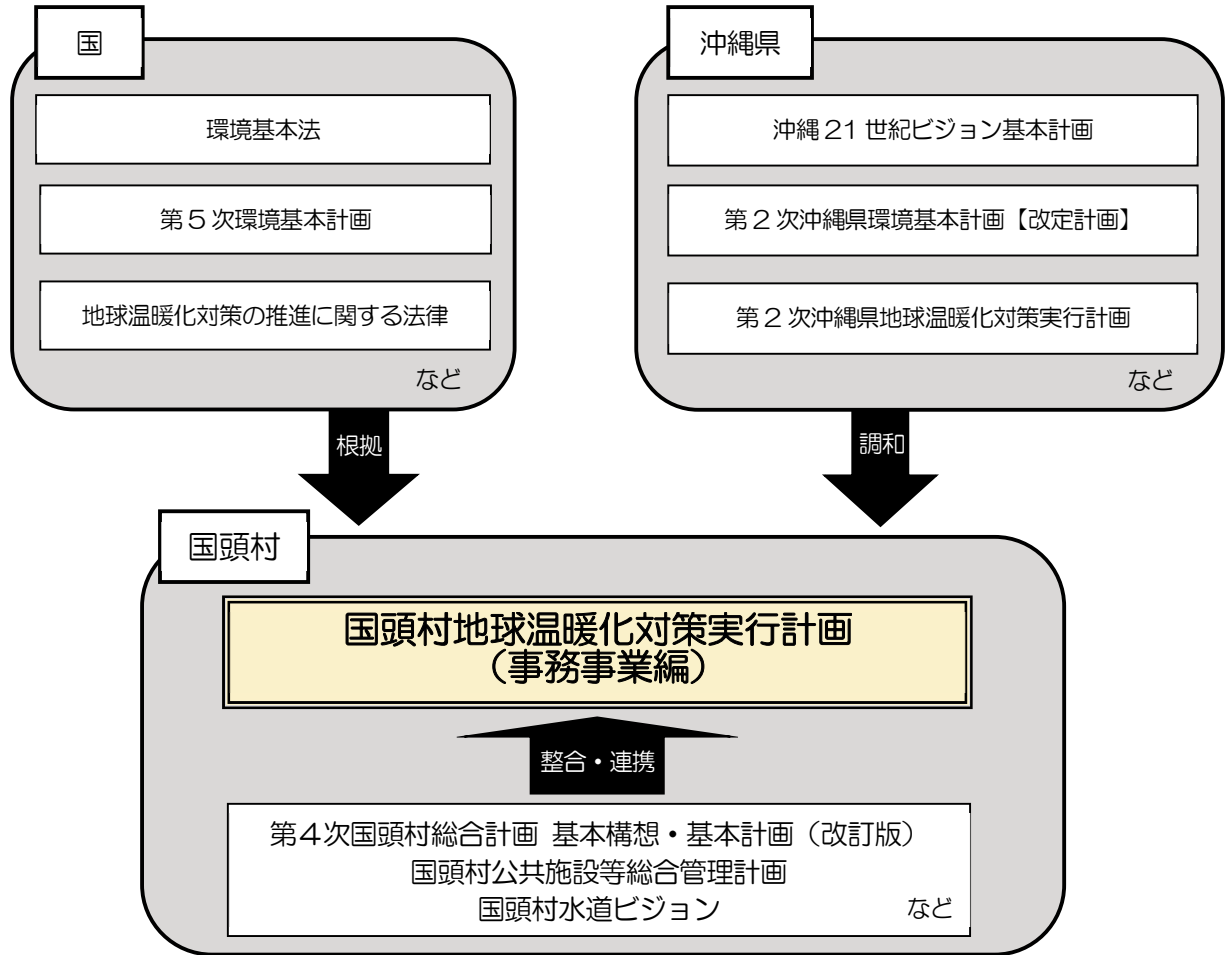 国
環境基本法
第5次環境基本計画
地球温暖化対策の推進に関する法律
など
沖縄県
沖縄21世紀ビジョン基本計画
第2次沖縄県環境基本計画【改定計画】
第2次沖縄県地球温暖化対策実行計画
など
根拠
調和
国頭村
国頭村地球温暖化対策実行計画
（事務事業編）
整合・連携
第4次国頭村総合計画 基本構想・基本計画（改訂版）
国頭村公共施設等総合管理計画
国頭村水道ビジョン など